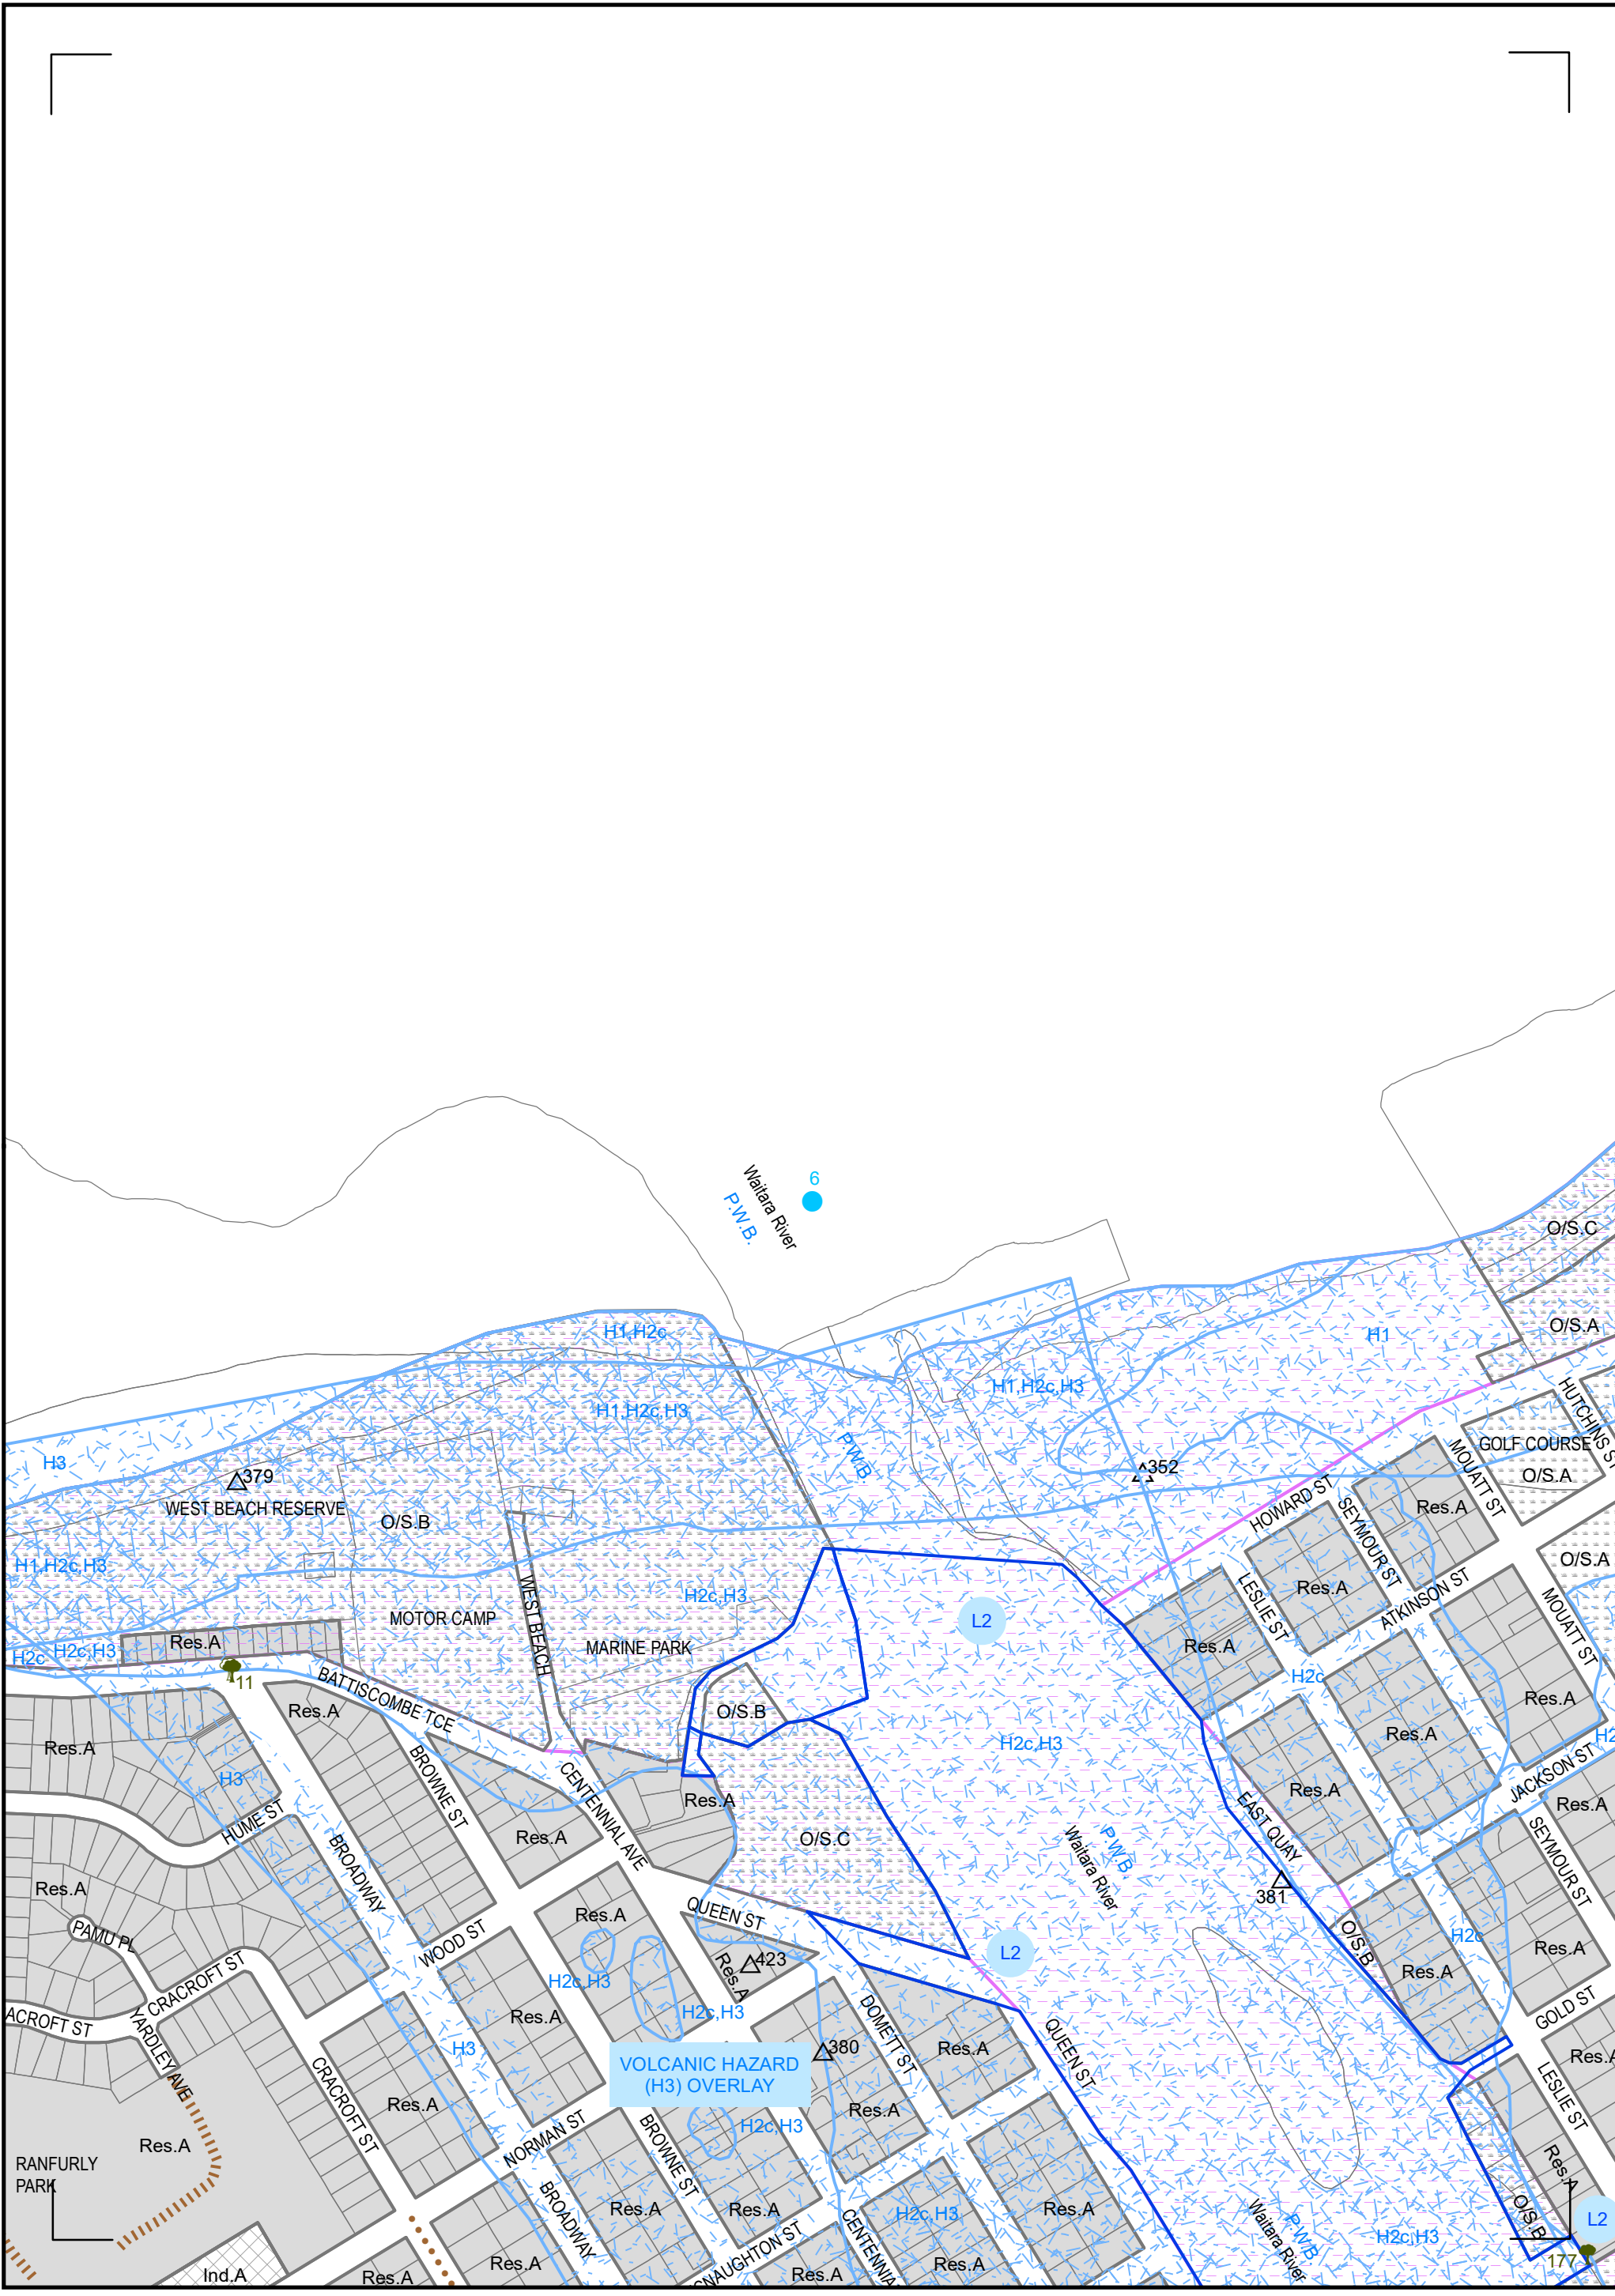 6
Waitara River
P.W.B.
O/S.C
O/S.A
H1
H1,H2c
H1,H2c,H3
H1,H2c,H3
HUTCHINS ST
GOLF COURSE
O/S.A
MOUATT ST
P.W.B.
352
H3
379
WEST BEACH RESERVE
O/S.B
HOWARD ST
Res.A
SEYMOUR ST
O/S.A
H1,H2c,H3
H2c,H3
WEST BEACH
MOTOR CAMP
MARINE PARK
L2
LESLIE ST
Res.A
ATKINSON ST
MOUATT ST
Res.A
H2c
H2c,H3
Res.A
411
BATTISCOMBE TCE
Res.A
O/S.B
H2c
Res.A
Res.A
Res.A
H3
BROWNE ST
H2c,H3
JACKSON ST
Res.A
CENTENNIAL AVE
Res.A
Res.A
EAST QUAY
Res.A
HUME ST
BROADWAY
Res.A
O/S.C
Waitara River
P.W.B.
SEYMOUR ST
Res.A
381
PAMU PL
WOOD ST
Res.A
QUEEN ST
O/S.B
H2c
Res.A
L2
Res.A
423
Res.A
H2c,H3
CRACROFT ST
ACROFT ST
YARDLEY AVE
Res.A
H2c,H3
DOMETT ST
GOLD ST
H3
VOLCANIC HAZARD
(H3) OVERLAY
380
Res.A
QUEEN ST
Res.A
LESLIE ST
CRACROFT ST
Res.A
Res.A
NORMAN ST
BROWNE ST
H2c,H3
Res.A
RANFURLY
PARK
Res.A
BROADWAY
Res.A
Res.A
H2c,H3
Res.A
CENTENNIA
Waitara River
P.W.B.
H2c,H3
O/S.B
L2
177
Ind.A
Res.A
Res.A
SNAUGHTON ST
Res.A
Res.A